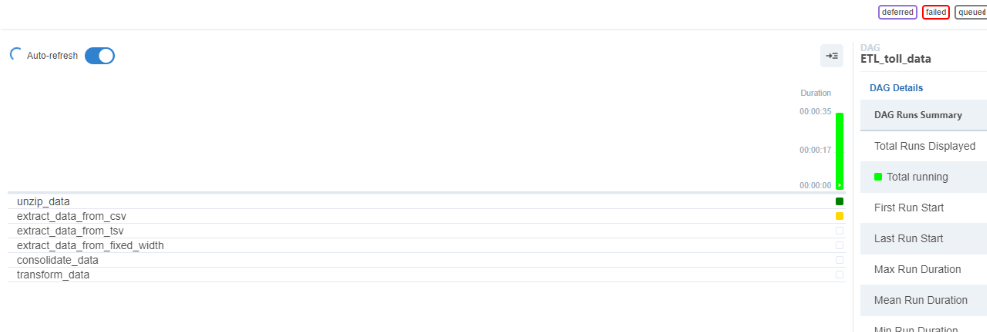 deferred failed queued
Auto-refresh
DAG
ETL_toll_data
DAG Details
Duration
00:00:35
00:00:17
00:00:00
DAG Runs Summary
Total Runs Displayed
Total running
First Run Start
Last Run Start
Max Run Duration
Mean Run Duration
Min Run Duration
unzip_data
extract_data_from_csv
extract_data_from_tsv
extract_data_from_fixed_width
consolidate_data
transform_data